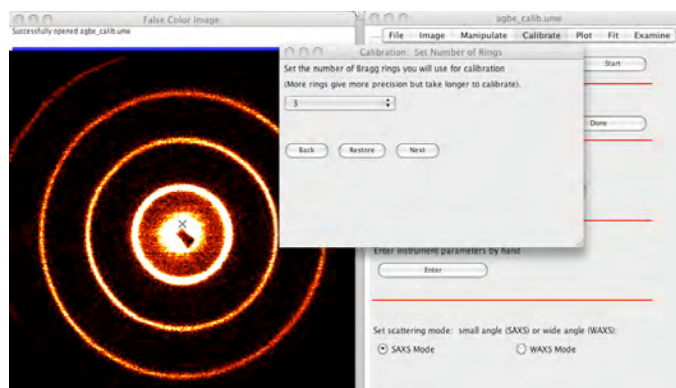 False Color Image
Successfully opened agbe_calib.unw
agbe_calib.unw
File Image Manipulate Calibrate Plot Fit Examine
Calibration: Set Number of Rings
Set the number of Bragg rings you will use for calibration
(More rings give more precision but take longer to calibrate).
3
Back Restore Next
Start
Done
Enter instrument parameters by hand
Enter
Set scattering mode: small angle (SAXS) or wide angle (WAXS):
SAXS Mode WAXS Mode